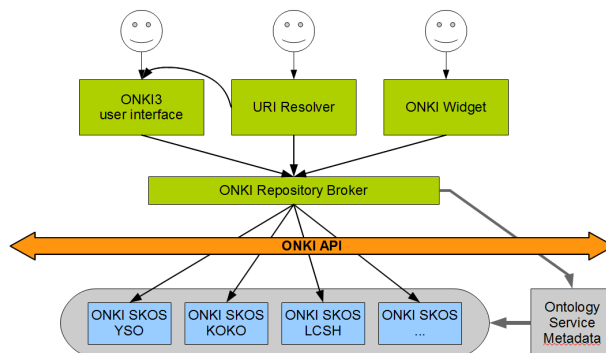 ONKI3
user interface
URI Resolver
ONKI Widget
ONKI Repository Broker
ONKI API
ONKI SKOS
YSO
ONKI SKOS
KOKO
ONKI SKOS
LCSH
ONKI SKOS
...
Ontology
Service
Metadata